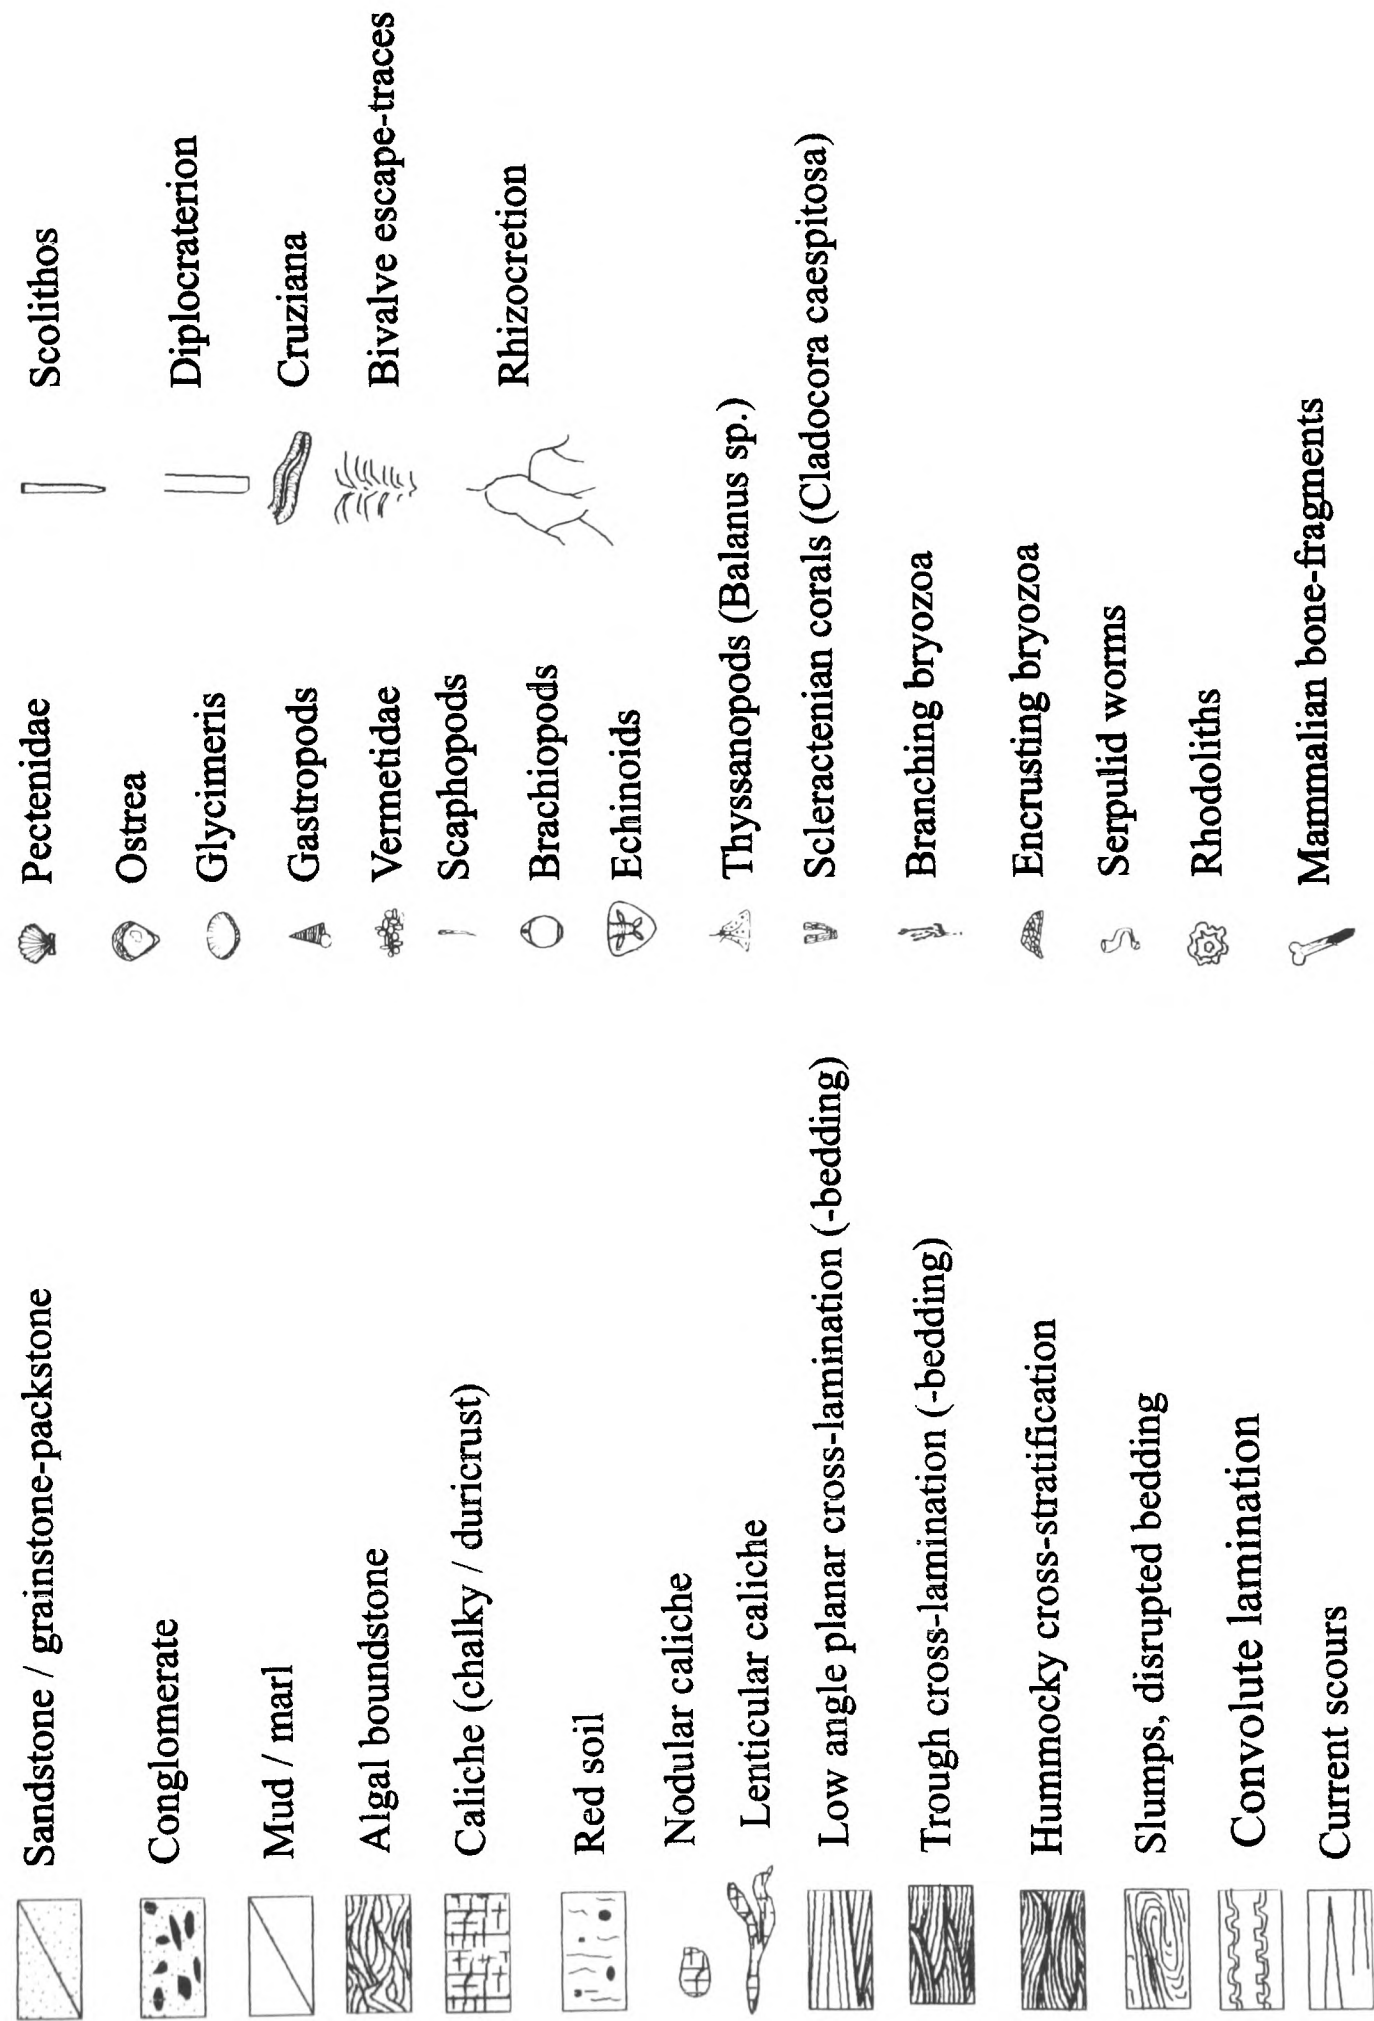 Sandstone / grainstone-packstone
Conglomerate
Mud / marl
Algal boundstone
Caliche (chalky / duricrust)
Red soil
Nodular caliche
Lenticular caliche
Low angle planar cross-lamination (-bedding)
Trough cross-lamination (-bedding)
Hummocky cross-stratification
Slumps, disrupted bedding
Convolute lamination
Current scours
Pectenidae
Ostrea
Glycimeris
Gastropods
Vermetidae
Scaphopods
Brachiopods
Echinoids
Thyssanopods (Balanus sp.)
Scleractenian corals (Cladocora caespitosa)
Branching bryozoa
Encrusting bryozoa
Serpulid worms
Rhodoliths
Mammalian bone-fragments
Scolithos
Diplocraterion
Cruziana
Bivalve escape-traces
Rhizocretion